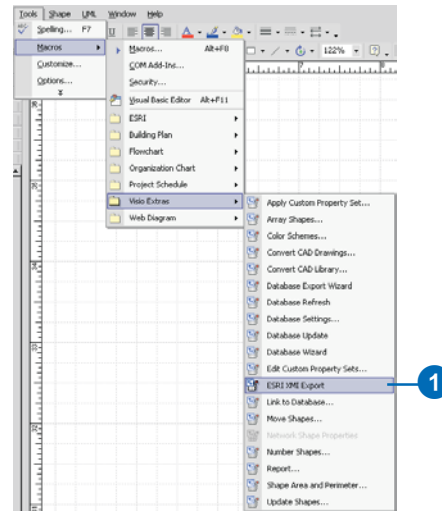 Tools Shape UML Window Help
Spelling... F7
Macros
Customize...
Options...
122%
Macros... Alt+F8
COM Add-Ins...
Security...
Visual Basic Editor Alt+F11
ESRI
Building Plan
Flowchart
Organization Chart
Project Schedule
Visio Extras
Web Diagram
Apply Custom Property Set...
Array Shapes...
Color Schemes...
Convert CAD Drawings...
Convert CAD Library...
Database Export Wizard
Database Refresh
Database Settings...
Database Update
Database Wizard
Edit Custom Property Sets...
ESRI XMI Export
1
Link to Database...
Move Shapes...
Network Shape Properties
Number Shapes...
Report...
Shape Area and Perimeter...
Update Shapes...